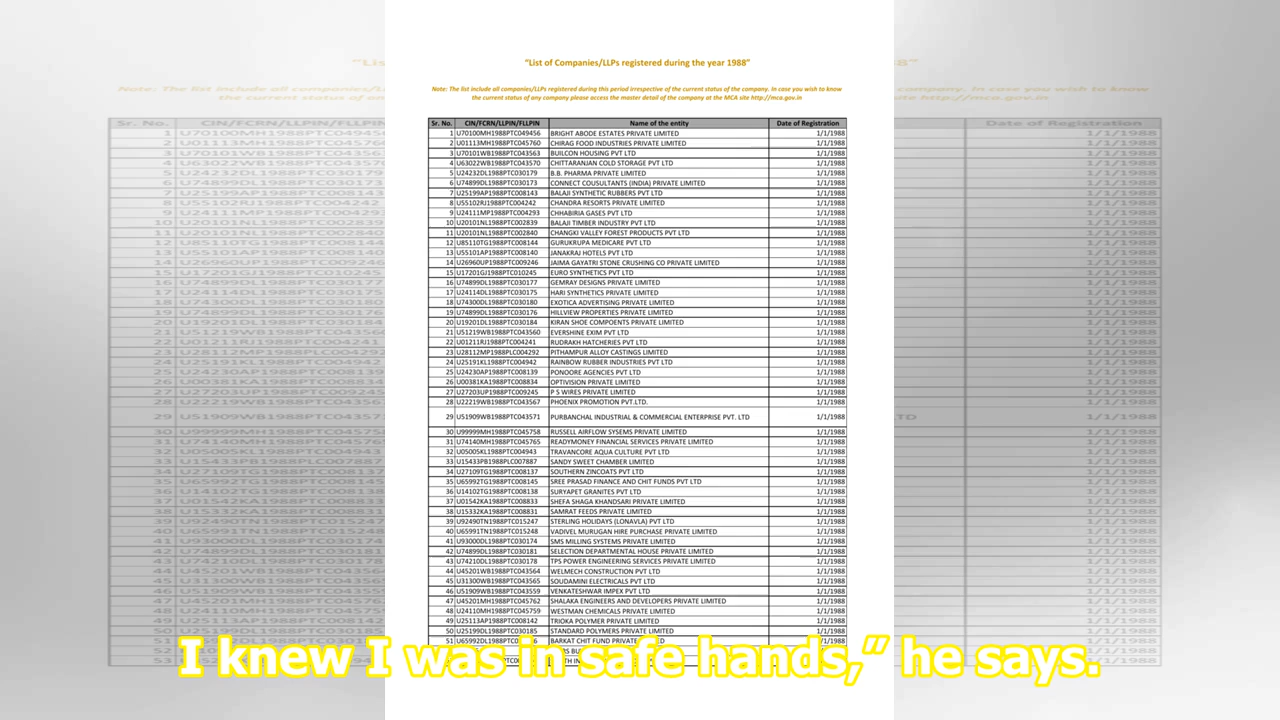 “List of Companies/LLPs registered during the year 1988”
Note: The list include all companies/LLPs registered during this period irrespective of the current status of the company. In case you wish to know
the current status of any company please access the master detail of the company at the MCA site http://mca.gov.in
Sr. No. CIN/FCRN/LLPIN/FLLPIN Name of the entity Date of Registration
1 U70100MH1988PTC049456 BRIGHT ABODE ESTATES PRIVATE LIMITED 1/1/1988
2 U01113MH1988PTC045760 CHIRAG FOOD INDUSTRIES PRIVATE LIMITED 1/1/1988
3 U70101WB1988PTC043563 BUILCON HOUSING PVT LTD 1/1/1988
4 U63022WB1988PTC043570 CHITTARANJAN COLD STORAGE PVT LTD 1/1/1988
5 U24232DL1988PTC030179 B.B. PHARMA PRIVATE LIMITED 1/1/1988
6 U74899DL1988PTC030173 CONNECT COUSULTANTS (INDIA) PRIVATE LIMITED 1/1/1988
7 U25199AP1988PTC008143 BALAJI SYNTHETIC RUBBERS PVT LTD 1/1/1988
8 U55102RJ1988PTC004242 CHANDRA RESORTS PRIVATE LIMITED 1/1/1988
9 U24111MP1988PTC004293 CHHABIRIA GASES PVT LTD 1/1/1988
10 U20101NL1988PTC002839 BALAJI TIMBER INDUSTRY PVT LTD 1/1/1988
11 U20101NL1988PTC002840 CHANGKI VALLEY FOREST PRODUCTS PVT LTD 1/1/1988
12 U85110TG1988PTC008144 GURUKRUPA MEDICARE PVT LTD 1/1/1988
13 U55101AP1988PTC008140 JANAKRAJ HOTELS PVT LTD 1/1/1988
14 U26960UP1988PTC009246 JAIMA GAYATRI STONE CRUSHING CO PRIVATE LIMITED 1/1/1988
15 U17201GJ1988PTC010245 EURO SYNTHETICS PVT LTD 1/1/1988
16 U74899DL1988PTC030177 GEMRAY DESIGNS PRIVATE LIMITED 1/1/1988
17 U24114DL1988PTC030175 HARI SYNTHETICS PRIVATE LIMITED 1/1/1988
18 U74300DL1988PTC030180 EXOTICA ADVERTISING PRIVATE LIMITED 1/1/1988
19 U74899DL1988PTC030176 HILLVIEW PROPERTIES PRIVATE LIMITED 1/1/1988
20 U19201DL1988PTC030184 KIRAN SHOE COMPOENTS PRIVATE LIMITED 1/1/1988
21 U51219WB1988PTC043560 EVERSHINE EXIM PVT LTD 1/1/1988
22 U01211RJ1988PTC004241 RUDRAKH HATCHERIES PVT LTD 1/1/1988
23 U28112MP1988PLC004292 PITHAMPUR ALLOY CASTINGS LIMITED 1/1/1988
24 U25191KL1988PTC004942 RAINBOW RUBBER INDUSTRIES PVT LTD 1/1/1988
25 U24230AP1988PTC008139 PONOORE AGENCIES PVT LTD 1/1/1988
26 U00381KA1988PTC008834 OPTIVISION PRIVATE LIMITED 1/1/1988
27 U27203UP1988PTC009245 P S WIRES PRIVATE LIMITED 1/1/1988
28 U22219WB1988PTC043567 PHOENIX PROMOTION PVT.LTD. 1/1/1988
29 U51909WB1988PTC043571 PURBANCHAL INDUSTRIAL & COMMERCIAL ENTERPRISE PVT. LTD 1/1/1988
30 U99999MH1988PTC045758 RUSSELL AIRFLOW SYSEMS PRIVATE LIMITED 1/1/1988
31 U74140MH1988PTC045765 READYMONEY FINANCIAL SERVICES PRIVATE LIMITED 1/1/1988
32 U05005KL1988PTC004943 TRAVANCORE AQUA CULTURE PVT LTD 1/1/1988
33 U15433PB1988PLC007887 SANDY SWEET CHAMBER LIMITED 1/1/1988
34 U27109TG1988PTC008137 SOUTHERN ZINCOATS PVT LTD 1/1/1988
35 U65992TG1988PTC008145 SREE PRASAD FINANCE AND CHIT FUNDS PVT LTD 1/1/1988
36 U14102TG1988PTC008138 SURYAPET GRANITES PVT LTD 1/1/1988
37 U01542KA1988PTC008833 SHEFA SHAGA KHANDSARI PRIVATE LIMITED 1/1/1988
38 U15332KA1988PTC008831 SAMRAT FEEDS PRIVATE LIMITED 1/1/1988
39 U92490TN1988PTC015247 STERLING HOLIDAYS (LONAVLA) PVT LTD 1/1/1988
40 U65991TN1988PTC015248 VADIVEL MURUGAN HIRE PURCHASE PRIVATE LIMITED 1/1/1988
41 U93000DL1988PTC030174 SMS MILLING SYSTEMS PRIVATE LIMITED 1/1/1988
42 U74899DL1988PTC030181 SELECTION DEPARTMENTAL HOUSE PRIVATE LIMITED 1/1/1988
43 U74210DL1988PTC030178 TPS POWER ENGINEERING SERVICES PRIVATE LIMITED 1/1/1988
44 U45201WB1988PTC043564 WELMECH CONSTRUCTION PVT LTD 1/1/1988
45 U31300WB1988PTC043565 SOUDAMINI ELECTRICALS PVT LTD 1/1/1988
46 U51909WB1988PTC043559 VENKATESHWAR IMPEX PVT LTD 1/1/1988
47 U45201MH1988PTC045762 SHALAKA ENGINEERS AND DEVELOPERS PRIVATE LIMITED 1/1/1988
48 U24110MH1988PTC045759 WESTMAN CHEMICALS PRIVATE LIMITED 1/1/1988
49 U25113AP1988PTC008142 TRIOKA POLYMER PRIVATE LIMITED 1/1/1988
50 U25199DL1988PTC030185 STANDARD POLYMERS PRIVATE LIMITED 1/1/1988
51 BARKAT CHIT FUND PRIVATE 1/1/1988
I knew I was in safe hands,” he says.